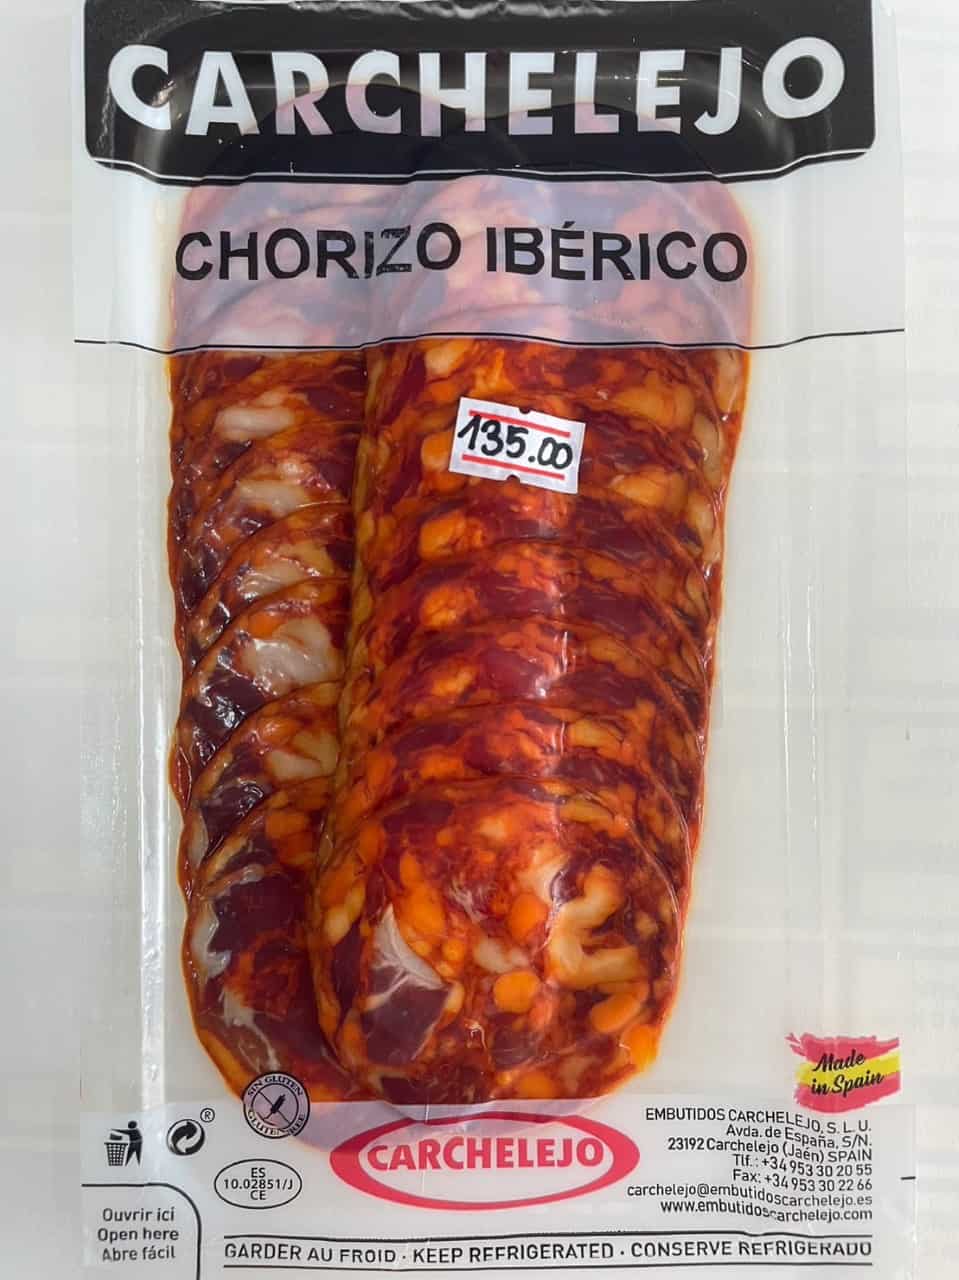 CARCHELEJO
CHORIZO IBÉRICO
135.00
Made
in Spain
SIN GLUTEN
GLUTEN FREE
®
ES
10.02851/J
CE
CARCHELEJO
EMBUTIDOS CARCHELEJO, S.L.U.
Avda. de España, S/N.
23192 Carchelejo (Jaén) SPAIN
Tlf.: +34 953 30 20 55
Fax: +34 953 30 22 66
carchelejo@embutidoscarchelejo.es
www.embutidoscarchelejo.com
Ouvrir ici
Open here
Abre fácil
GARDER AU FROID · KEEP REFRIGERATED · CONSERVE REFRIGERADO